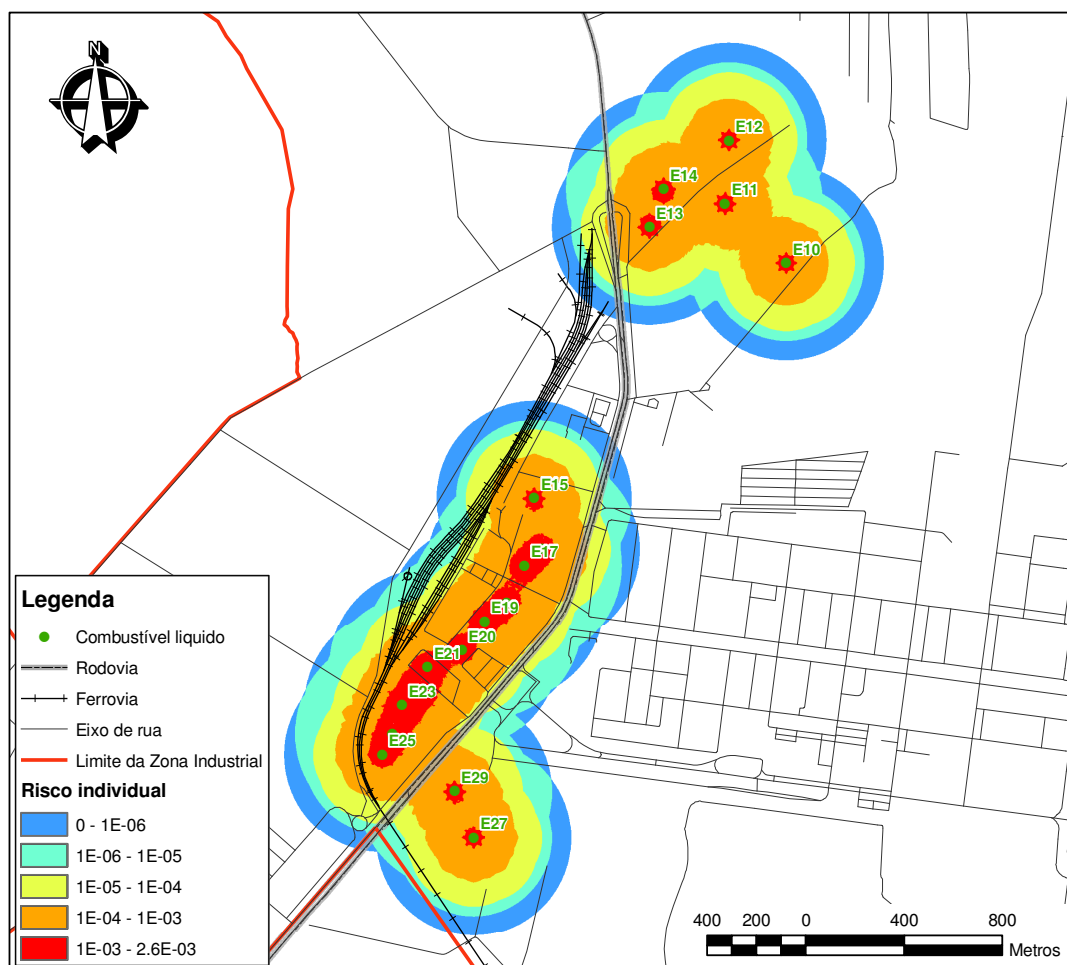 N
E12
E14
E11
E13
E10
E15
E17
E19
E20
E21
E23
E25
E29
E27
Legenda
Combustível liquido
Rodovia
Ferrovia
Eixo de rua
Limite da Zona Industrial
Risco individual
0 - 1E-06
1E-06 - 1E-05
1E-05 - 1E-04
1E-04 - 1E-03
1E-03 - 2.6E-03
400 200 0 400 800
Metros